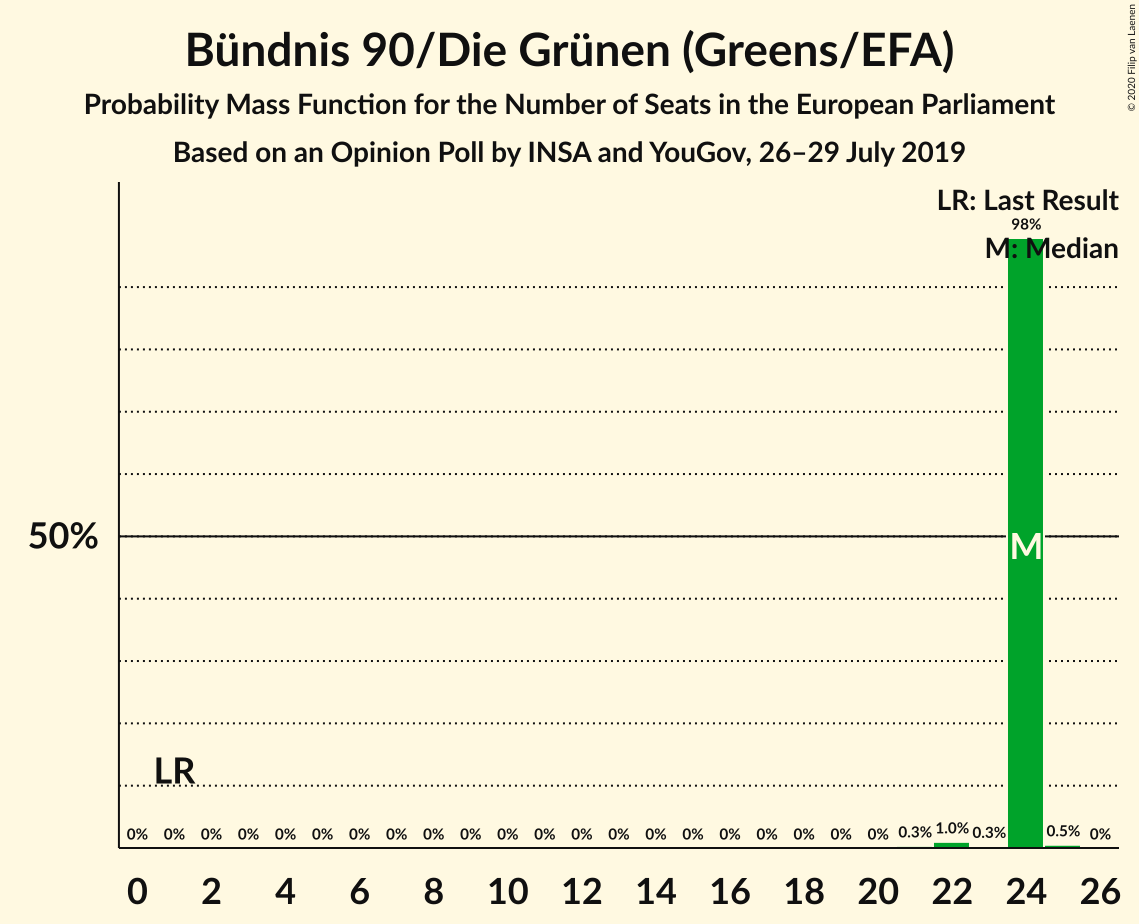 Bündnis 90/Die Grünen (Greens/EFA)
Probability Mass Function for the Number of Seats in the European Parliament
Based on an Opinion Poll by INSA and YouGov, 26–29 July 2019
© 2020 Filip van Laenen
LR: Last Result
98%
M: Median
50%
M
LR
0% 0% 0% 0% 0% 0% 0% 0% 0% 0% 0% 0% 0% 0% 0% 0% 0% 0% 0% 0% 0% 0.3% 1.0% 0.3% 0.5% 0%
0 2 4 6 8 10 12 14 16 18 20 22 24 26